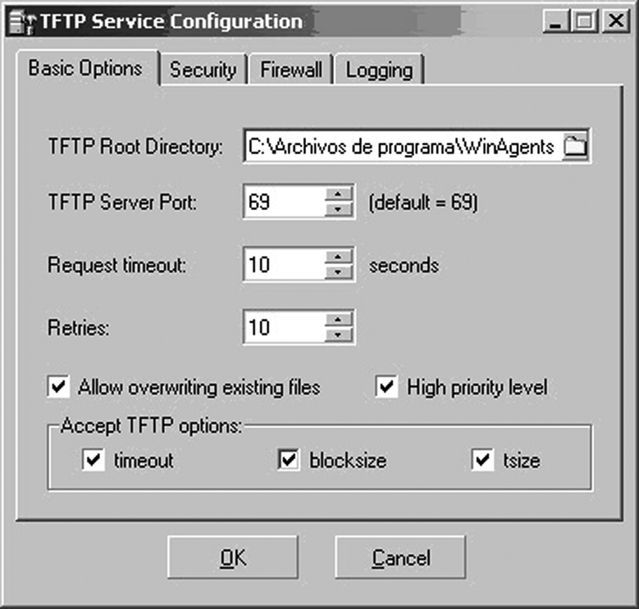 TFTP Service Configuration
Basic Options Security Firewall Logging
TFTP Root Directory: C:\Archivos de programa\WinAgents
TFTP Server Port: 69 (default = 69)
Request timeout: 10 seconds
Retries: 10
Allow overwriting existing files High priority level
Accept TFTP options:
timeout blocksize tsize
OK Cancel